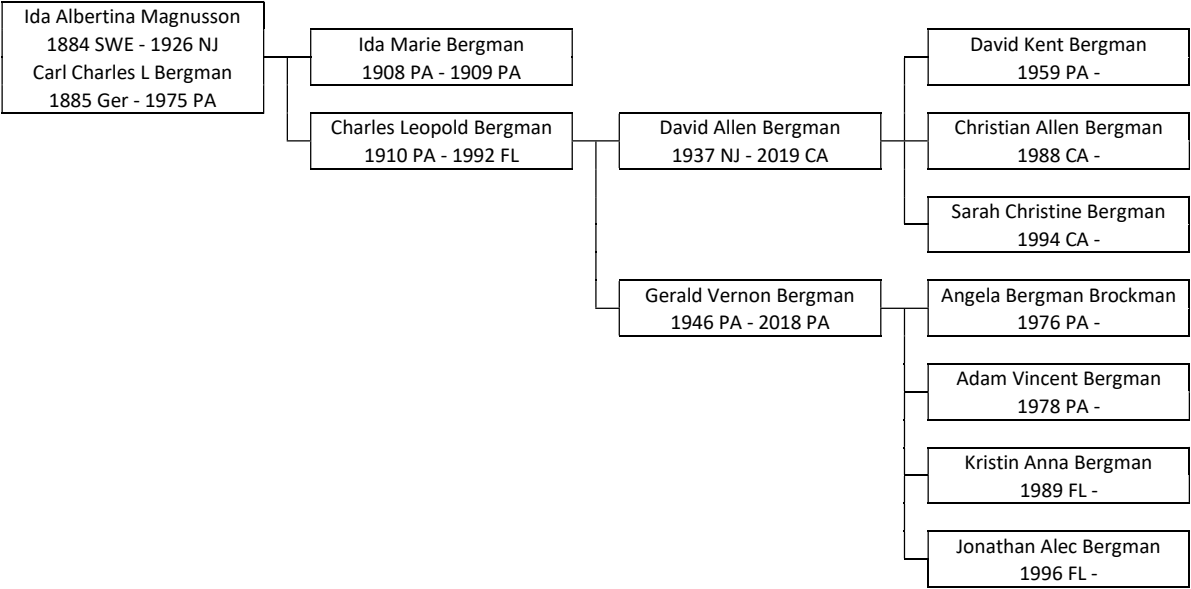 Ida Albertina Magnusson
1884 SWE - 1926 NJ
Carl Charles L Bergman
1885 Ger - 1975 PA
Ida Marie Bergman
1908 PA - 1909 PA
Charles Leopold Bergman
1910 PA - 1992 FL
David Allen Bergman
1937 NJ - 2019 CA
David Kent Bergman
1959 PA -
Christian Allen Bergman
1988 CA -
Sarah Christine Bergman
1994 CA -
Gerald Vernon Bergman
1946 PA - 2018 PA
Angela Bergman Brockman
1976 PA -
Adam Vincent Bergman
1978 PA -
Kristin Anna Bergman
1989 FL -
Jonathan Alec Bergman
1996 FL -